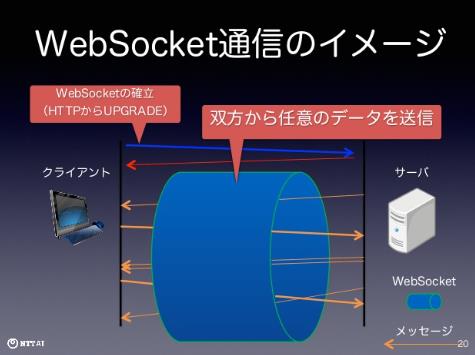 WebSocket通信のイメージ
WebSocketの確立
（HTTPからUPGRADE）
双方から任意のデータを送信
クライアント
サーバ
WebSocket
メッセージ
20